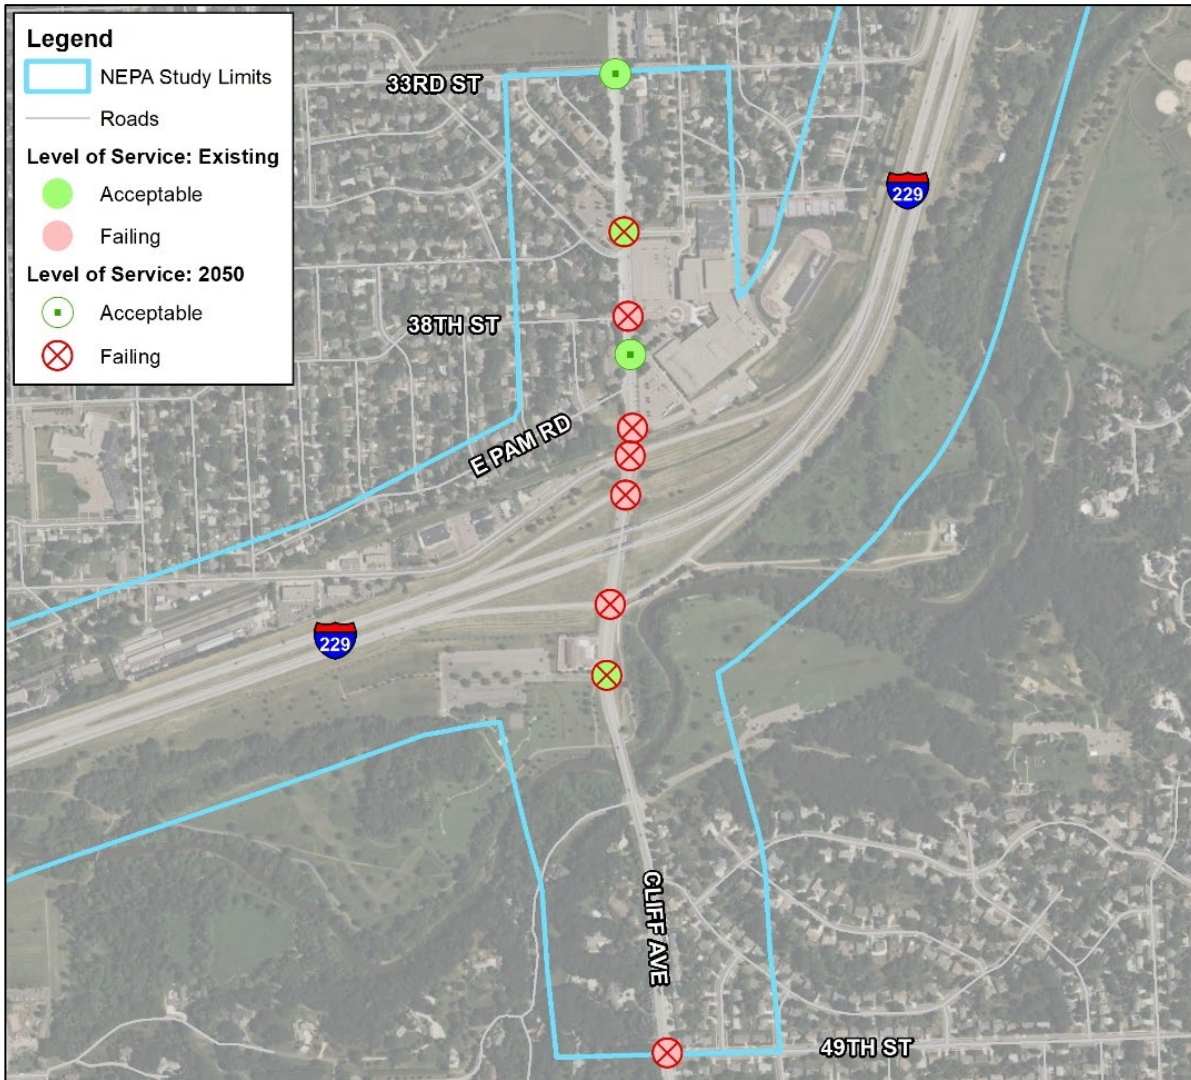 Legend
NEPA Study Limits
Roads
Level of Service: Existing
Acceptable
Failing
Level of Service: 2050
Acceptable
Failing
33RD ST
229
38TH ST
E PAM RD
229
CLIFF AVE
49TH ST